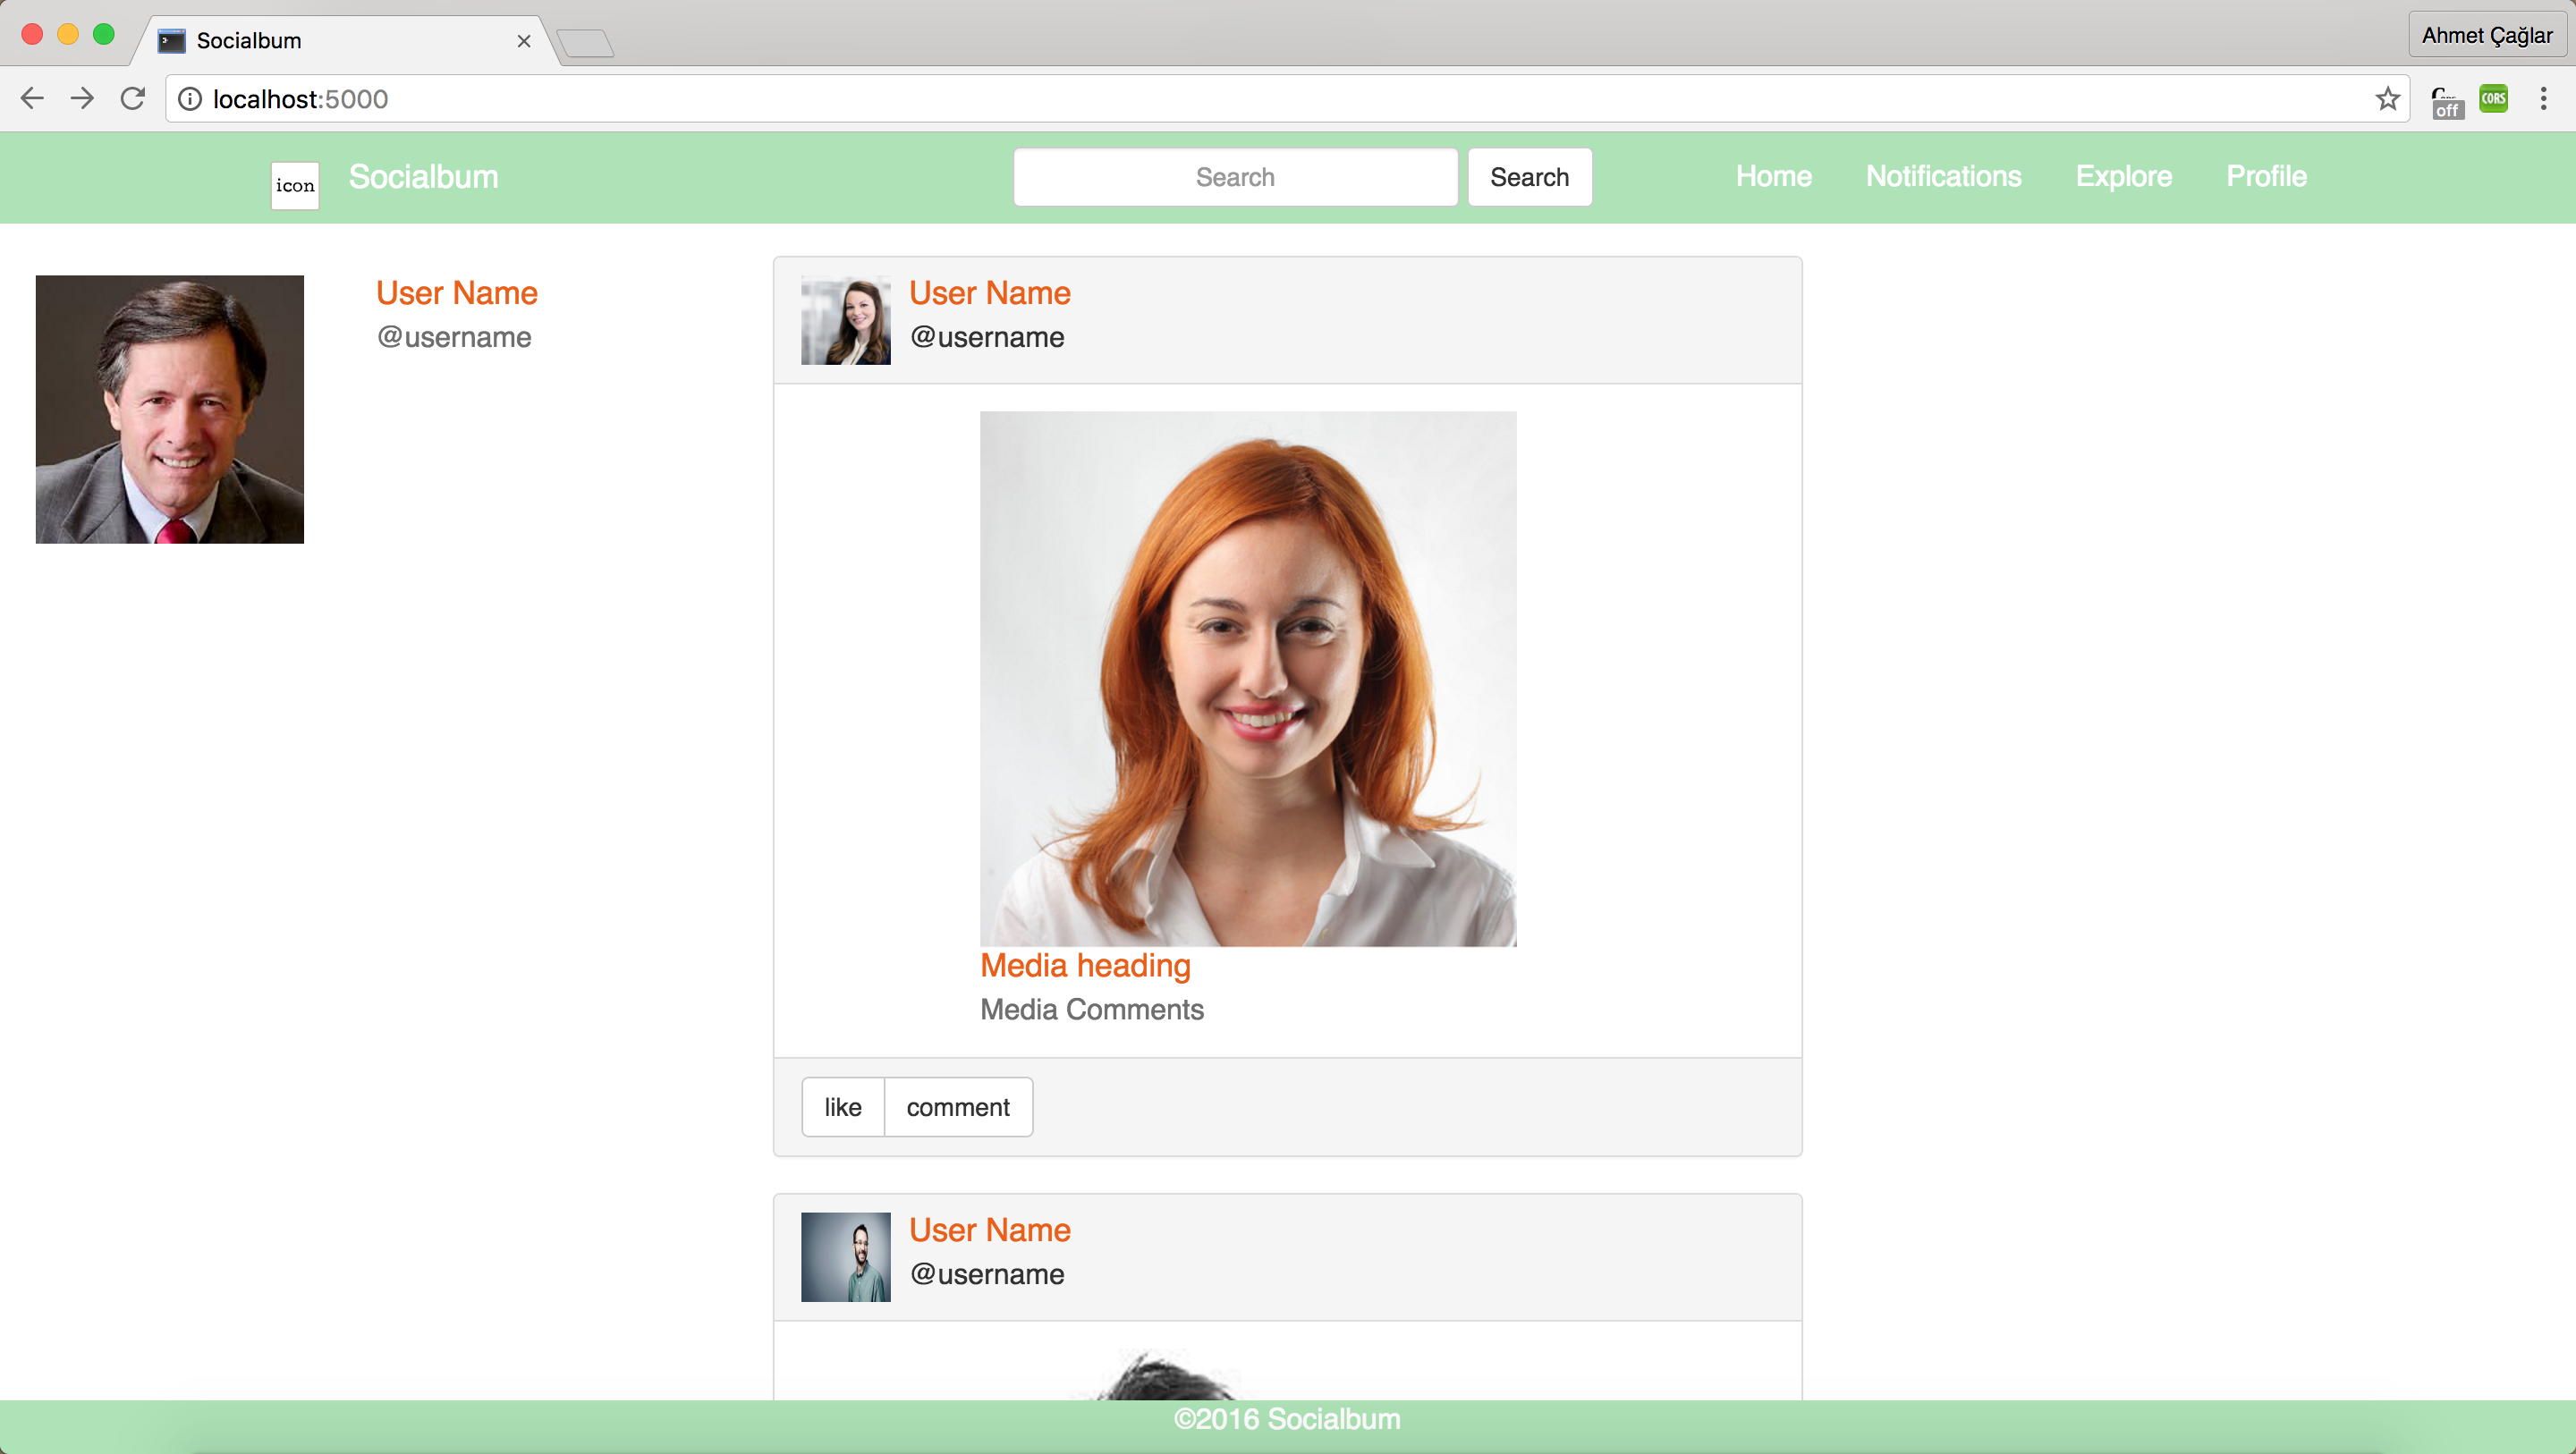 Socialbum
Ahmet Çağlar
localhost:5000
off
CORS
icon
Socialbum
Search
Search
Home
Notifications
Explore
Profile
User Name
@username
User Name
@username
Media heading
Media Comments
like
comment
User Name
@username
©2016 Socialbum